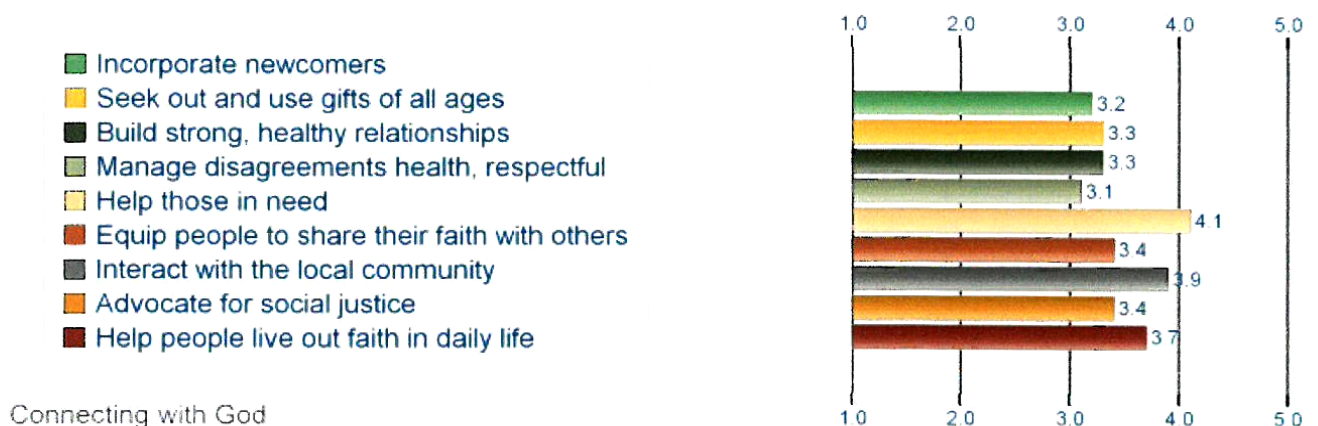 1.0 2.0 3.0 4.0 5.0
Incorporate newcomers
Seek out and use gifts of all ages
Build strong, healthy relationships
Manage disagreements health, respectful
Help those in need
Equip people to share their faith with others
Interact with the local community
Advocate for social justice
Help people live out faith in daily life
3.2
3.3
3.3
3.1
4.1
3.4
3.9
3.4
3.7
Connecting with God
1.0 2.0 3.0 4.0 5.0